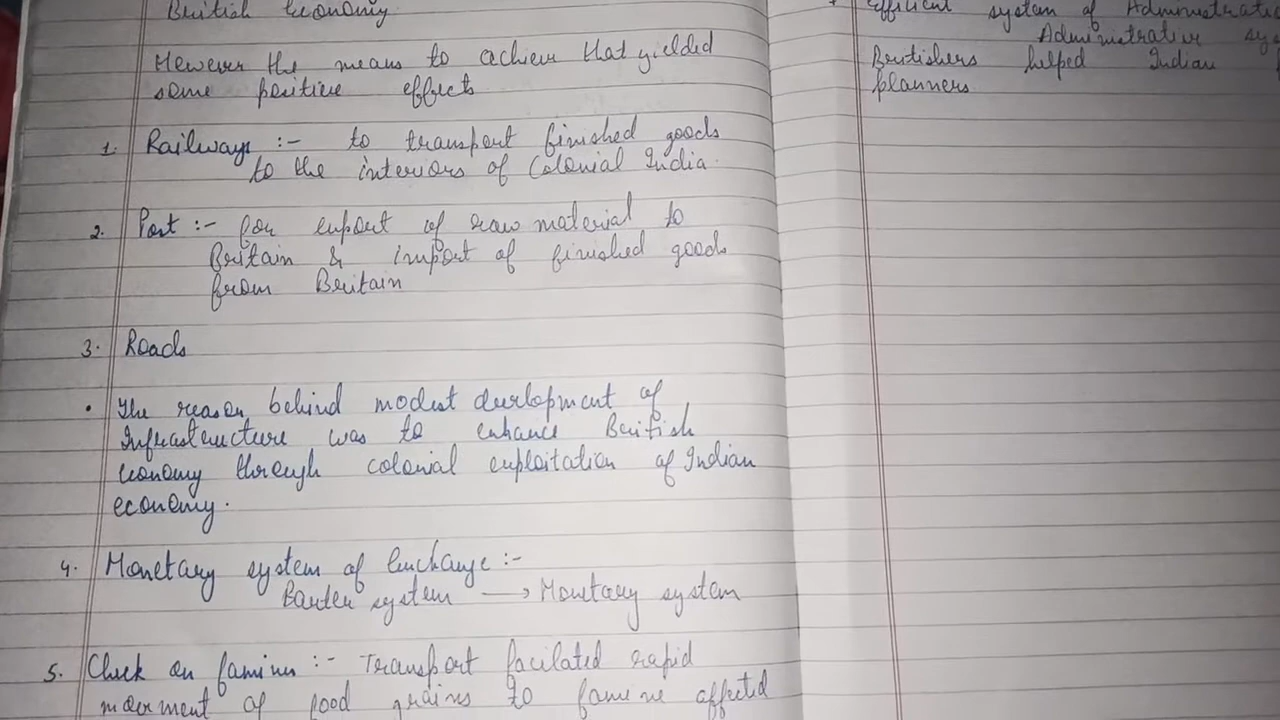 British Economy
However the means to achieve that yielded
some positive effects
1. Railways :- to transport finished goods
to the interiors of Colonial India.
2. Port :- for export of raw material to
Britain & import of finished goods
from Britain
3. Roads
• The reason behind modest development of
Infrastructure was to enhance British
economy through colonial exploitation of Indian
economy.
4. Monetary system of Exchange :-
Barter system → Monetary system
5. Check on famines :- Transport facilated rapid
movement of food grains to famine affected
Efficient system of Administratio
Administrative sys
Britishers helped Indian
planners